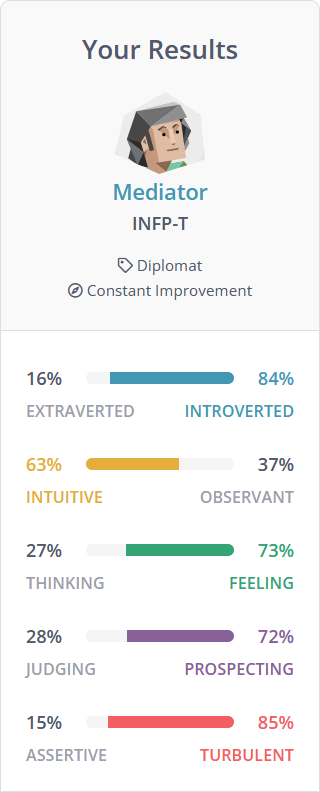 Your Results
Mediator
INFP-T
Diplomat
Constant Improvement
16% 84%
EXTRAVERTED INTROVERTED
63% 37%
INTUITIVE OBSERVANT
27% 73%
THINKING FEELING
28% 72%
JUDGING PROSPECTING
15% 85%
ASSERTIVE TURBULENT